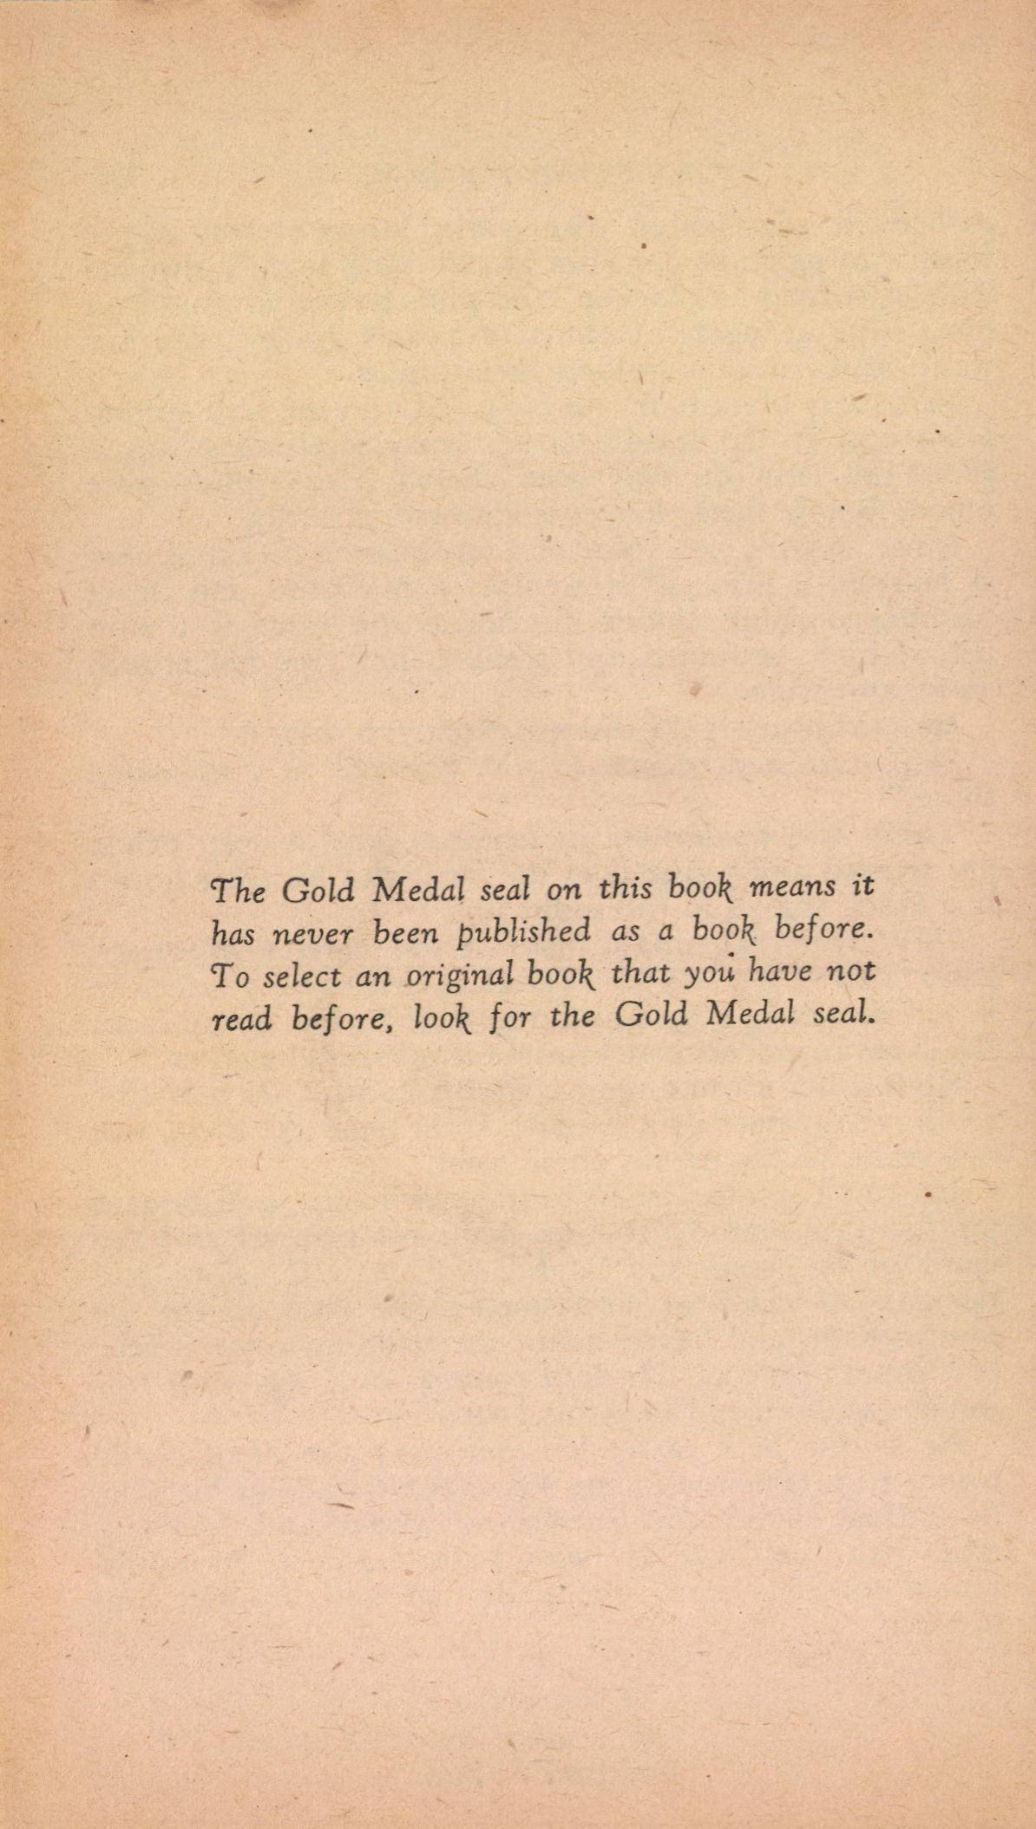 The Gold Medal seal on this book means it
has never been published as a book before.
To select an original book that you have not
read before, look for the Gold Medal seal.